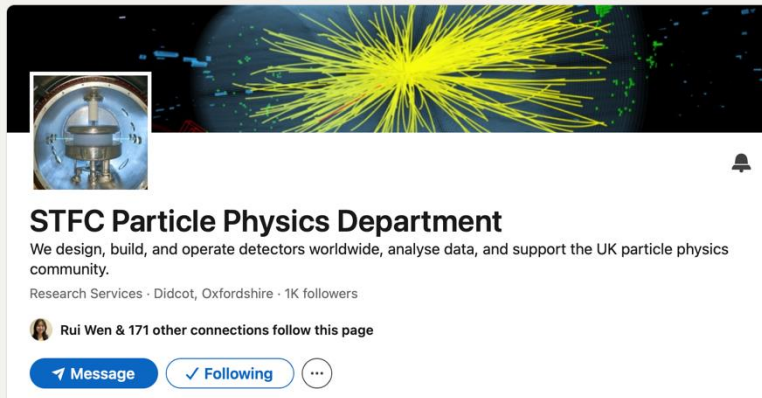 STFC Particle Physics Department
We design, build, and operate detectors worldwide, analyse data, and support the UK particle physics
community.
Research Services · Didcot, Oxfordshire · 1K followers
Rui Wen & 171 other connections follow this page
Message
Following